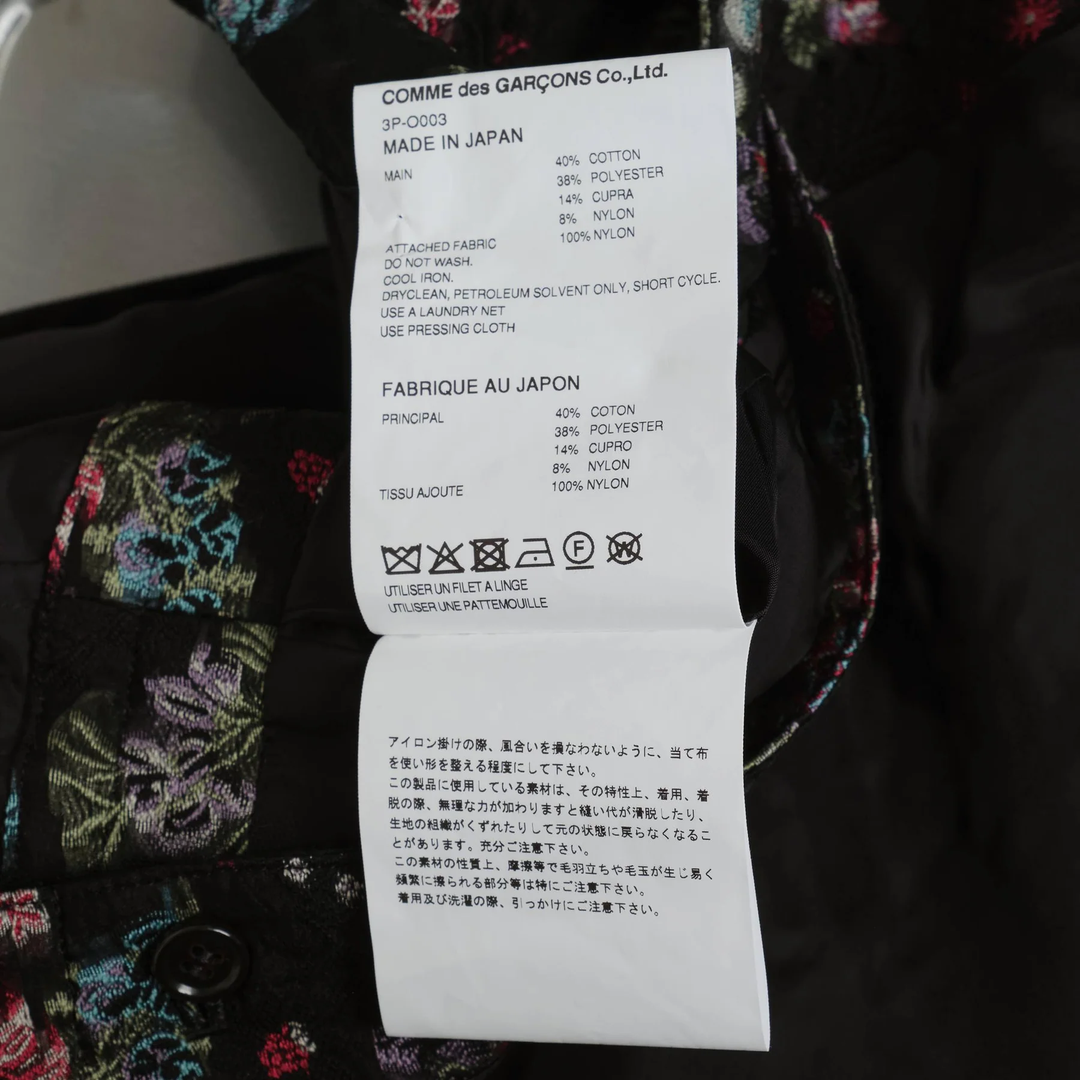 COMME des GARÇONS Co.,Ltd.
3P-O003
MADE IN JAPAN
MAIN 40% COTTON
38% POLYESTER
14% CUPRA
8% NYLON
ATTACHED FABRIC 100% NYLON
DO NOT WASH.
COOL IRON.
DRYCLEAN, PETROLEUM SOLVENT ONLY, SHORT CYCLE.
USE A LAUNDRY NET
USE PRESSING CLOTH
FABRIQUE AU JAPON
PRINCIPAL 40% COTON
38% POLYESTER
14% CUPRO
8% NYLON
TISSU AJOUTE 100% NYLON
F W
UTILISER UN FILET A LINGE
UTILISER UNE PATTEMOUILLE
アイロン掛けの際、風合いを損なわないように、当て布
を使い形を整える程度にして下さい。
この製品に使用している素材は、その特性上、着用、着
脱の際、無理な力が加わりますと縫い代が滑脱したり、
生地の組織がくずれたりして元の状態に戻らなくなるこ
とがあります。充分ご注意下さい。
この素材の性質上、摩擦等で毛羽立ちや毛玉が生じ易く
頻繁に擦られる部分等は特にご注意下さい。
着用及び洗濯の際、引っかけにご注意下さい。